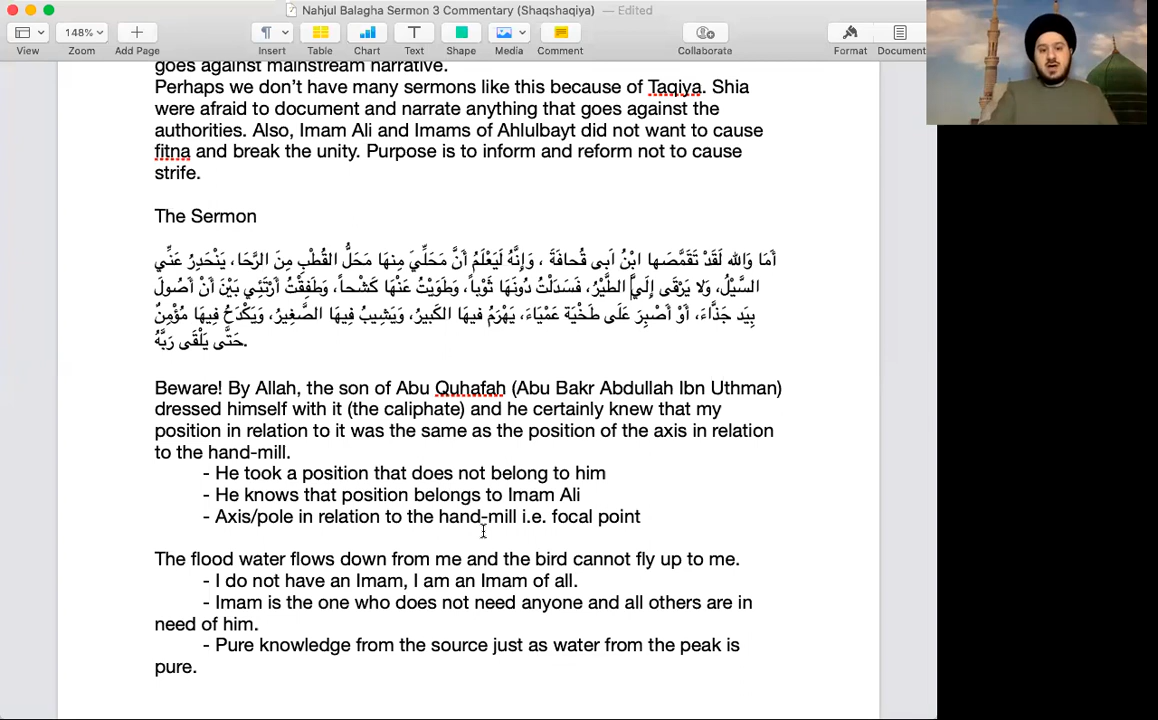 Nahjul Balagha Sermon 3 Commentary (Shaqshaqiya) — Edited
148%
View Zoom Add Page Insert Table Chart Text Shape Media Comment Collaborate Format Document
goes against mainstream narrative.
Perhaps we don’t have many sermons like this because of Taqiya. Shia
were afraid to document and narrate anything that goes against the
authorities. Also, Imam Ali and Imams of Ahlulbayt did not want to cause
fitna and break the unity. Purpose is to inform and reform not to cause
strife.
The Sermon
أَمَا وَالله لَقَدْ تَقَمَّصَها ابْنُ اَبى قُحافَةَ ، وَإِنَّهُ لَيَعْلَمُ أَنَّ مَحَلِّيَ مِنهَا مَحَلُّ القُطْبِ مِنَ الرَّحَا، يَنْحَدِرُ عَنِّي
السَّيْلُ، وَلا يَرْقَى إِلَيَّ الطَّيْرُ، فَسَدَلْتُ دُونَهَا ثَوْباً، وَطَوَيْتُ عَنْهَا كَشْحاً، وَطَفِقْتُ أَرْتَئِي بَيْنَ أَنْ أَصُولَ
بِيَد جَذَّاءَ، أَوْ أَصْبِرَ عَلَى طَخْيَة عَمْيَاءَ، يَهْرَمُ فيهَا الكَبيرُ، وَيَشِيبُ فِيهَا الصَّغِيرُ، وَيَكْدَحُ فِيهَا مُؤْمِنٌ
حَتَّى يَلْقَى رَبَّهُ.
Beware! By Allah, the son of Abu Quhafah (Abu Bakr Abdullah Ibn Uthman)
dressed himself with it (the caliphate) and he certainly knew that my
position in relation to it was the same as the position of the axis in relation
to the hand-mill.
- He took a position that does not belong to him
- He knows that position belongs to Imam Ali
- Axis/pole in relation to the hand-mill i.e. focal point
The flood water flows down from me and the bird cannot fly up to me.
- I do not have an Imam, I am an Imam of all.
- Imam is the one who does not need anyone and all others are in
need of him.
- Pure knowledge from the source just as water from the peak is
pure.